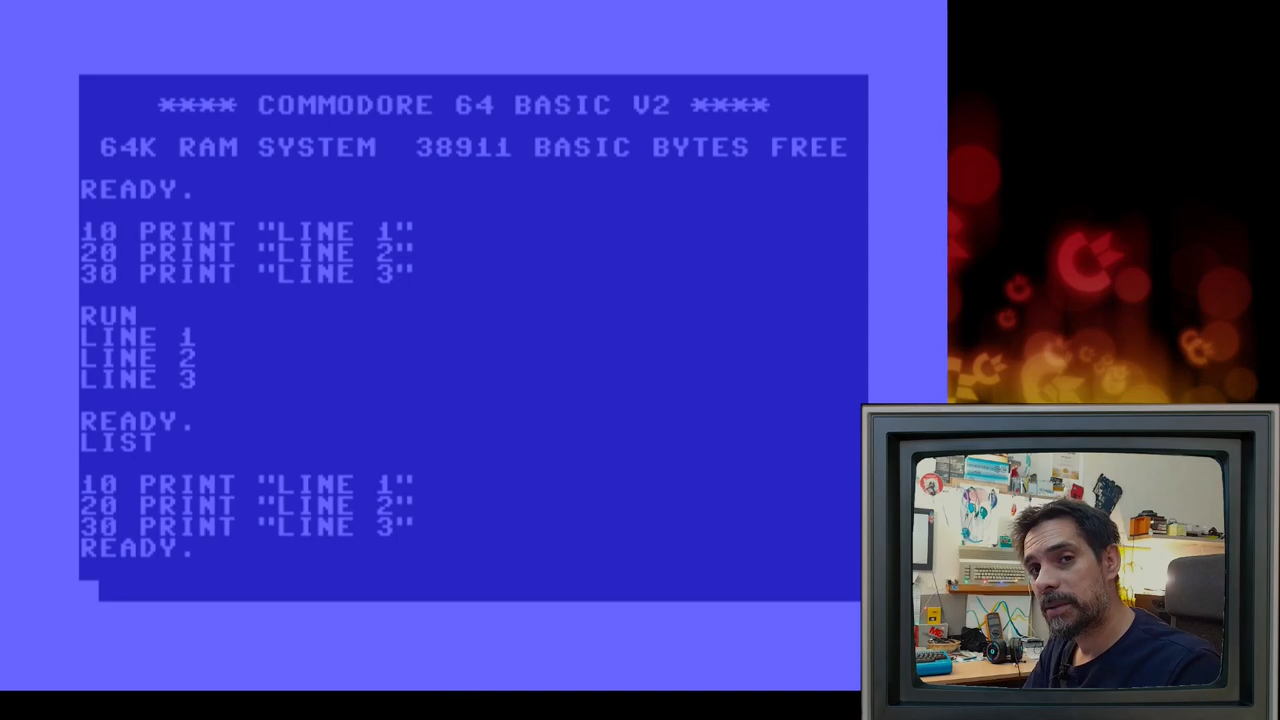 **** COMMODORE 64 BASIC V2 ****
64K RAM SYSTEM  38911 BASIC BYTES FREE
READY.
10 PRINT "LINE 1"
20 PRINT "LINE 2"
30 PRINT "LINE 3"
RUN
LINE 1
LINE 2
LINE 3
READY.
LIST
10 PRINT "LINE 1"
20 PRINT "LINE 2"
30 PRINT "LINE 3"
READY.